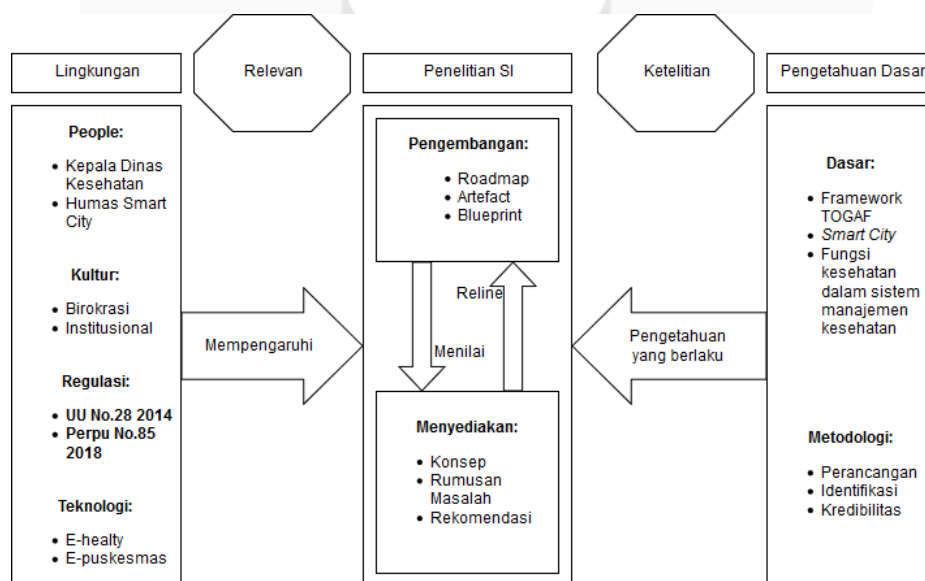 Lingkungan
Relevan
Penelitian SI
Ketelitian
Pengetahuan Dasar
People:
• Kepala Dinas
Kesehatan
• Humas Smart
City
Kultur:
• Birokrasi
• Institusional
Regulasi:
• UU No.28 2014
• Perpu No.85
2018
Teknologi:
• E-healty
• E-puskesmas
Mempengaruhi
Pengembangan:
• Roadmap
• Artefact
• Blueprint
Reline
Menilai
Menyediakan:
• Konsep
• Rumusan
Masalah
• Rekomendasi
Pengetahuan
yang berlaku
Dasar:
• Framework
TOGAF
• Smart City
• Fungsi
kesehatan
dalam sistem
manajemen
kesehatan
Metodologi:
• Perancangan
• Identifikasi
• Kredibilitas